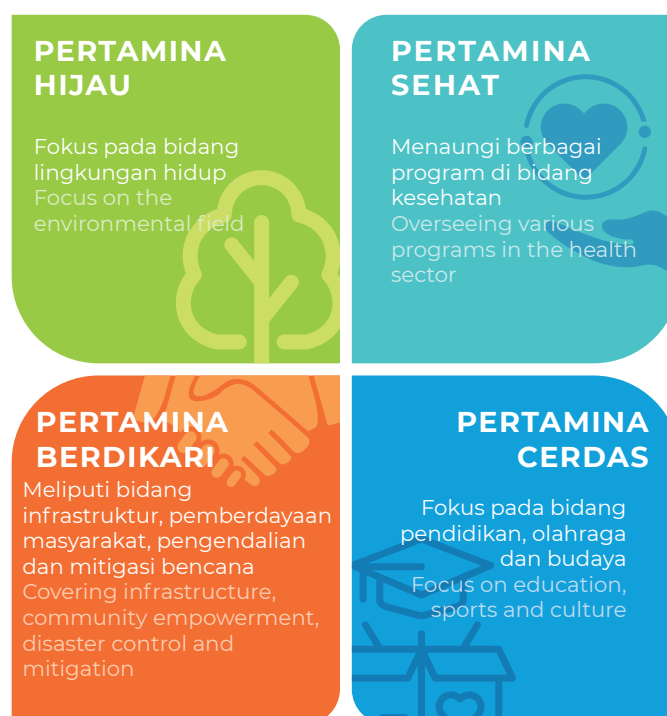 PERTAMINA
HIJAU
Fokus pada bidang
lingkungan hidup
Focus on the
environmental field
PERTAMINA
SEHAT
Menaungi berbagai
program di bidang
kesehatan
Overseeing various
programs in the health
sector
PERTAMINA
BERDIKARI
Meliputi bidang
infrastruktur, pemberdayaan
masyarakat, pengendalian
dan mitigasi bencana
Covering infrastructure,
community empowerment,
disaster control and
mitigation
PERTAMINA
CERDAS
Fokus pada bidang
pendidikan, olahraga
dan budaya
Focus on education,
sports and culture